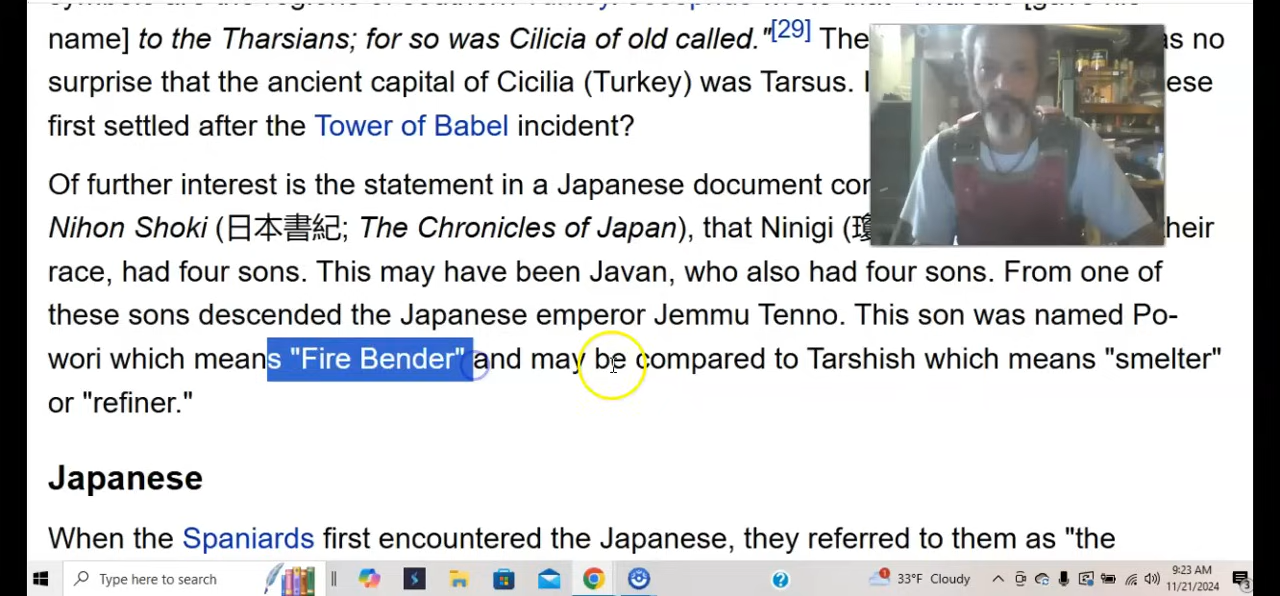 name] to the Tharsians; for so was Cilicia of old called."[29] The as no
surprise that the ancient capital of Cicilia (Turkey) was Tarsus. ese
first settled after the Tower of Babel incident?
Of further interest is the statement in a Japanese document
Nihon Shoki (日本書紀; The Chronicles of Japan), that Ninigi ( heir
race, had four sons. This may have been Javan, who also had four sons. From one of
these sons descended the Japanese emperor Jemmu Tenno. This son was named Po-
wori which means "Fire Bender" and may be compared to Tarshish which means "smelter"
or "refiner."
Japanese
When the Spaniards first encountered the Japanese, they referred to them as "the
Type here to search
33°F Cloudy
9:23 AM
11/21/2024